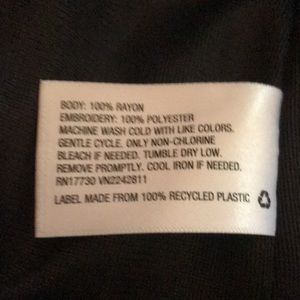 BODY: 100% RAYON
EMBROIDERY: 100% POLYESTER
MACHINE WASH COLD WITH LIKE COLORS.
GENTLE CYCLE. ONLY NON-CHLORINE
BLEACH IF NEEDED. TUMBLE DRY LOW.
REMOVE PROMPTLY. COOL IRON IF NEEDED.
RN17730 VN2242811
LABEL MADE FROM 100% RECYCLED PLASTIC